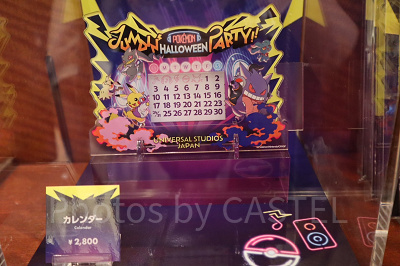 JUMPIN' POKÉMON HALLOWEEN PARTY!!
S M T W T F S
1 2
3 4 5 6 7 8 9
10 11 12 13 14 15 16
17 18 19 20 21 22 23
25 26 27 28 29 30
UNIVERSAL STUDIOS
JAPAN
Photos by CASTEL
カレンダー
Calendar
¥2,800